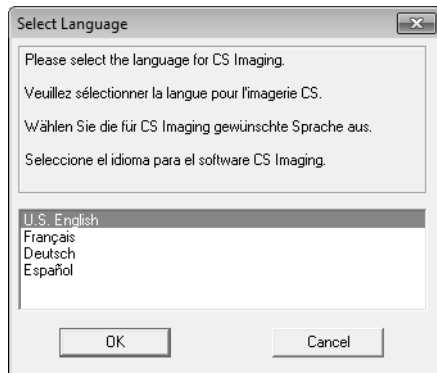 Select Language
Please select the language for CS Imaging.
Veuillez sélectionner la langue pour l'imagerie CS.
Wählen Sie die für CS Imaging gewünschte Sprache aus.
Seleccione el idioma para el software CS Imaging.
U.S. English
Français
Deutsch
Español
OK
Cancel